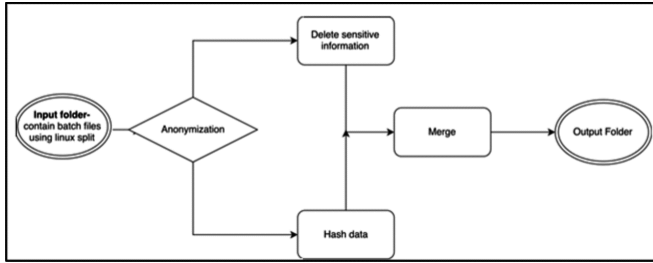 Delete sensitive
information
Input folder-
contain batch files
using linux split
Anonymization
Merge
Output Folder
Hash data